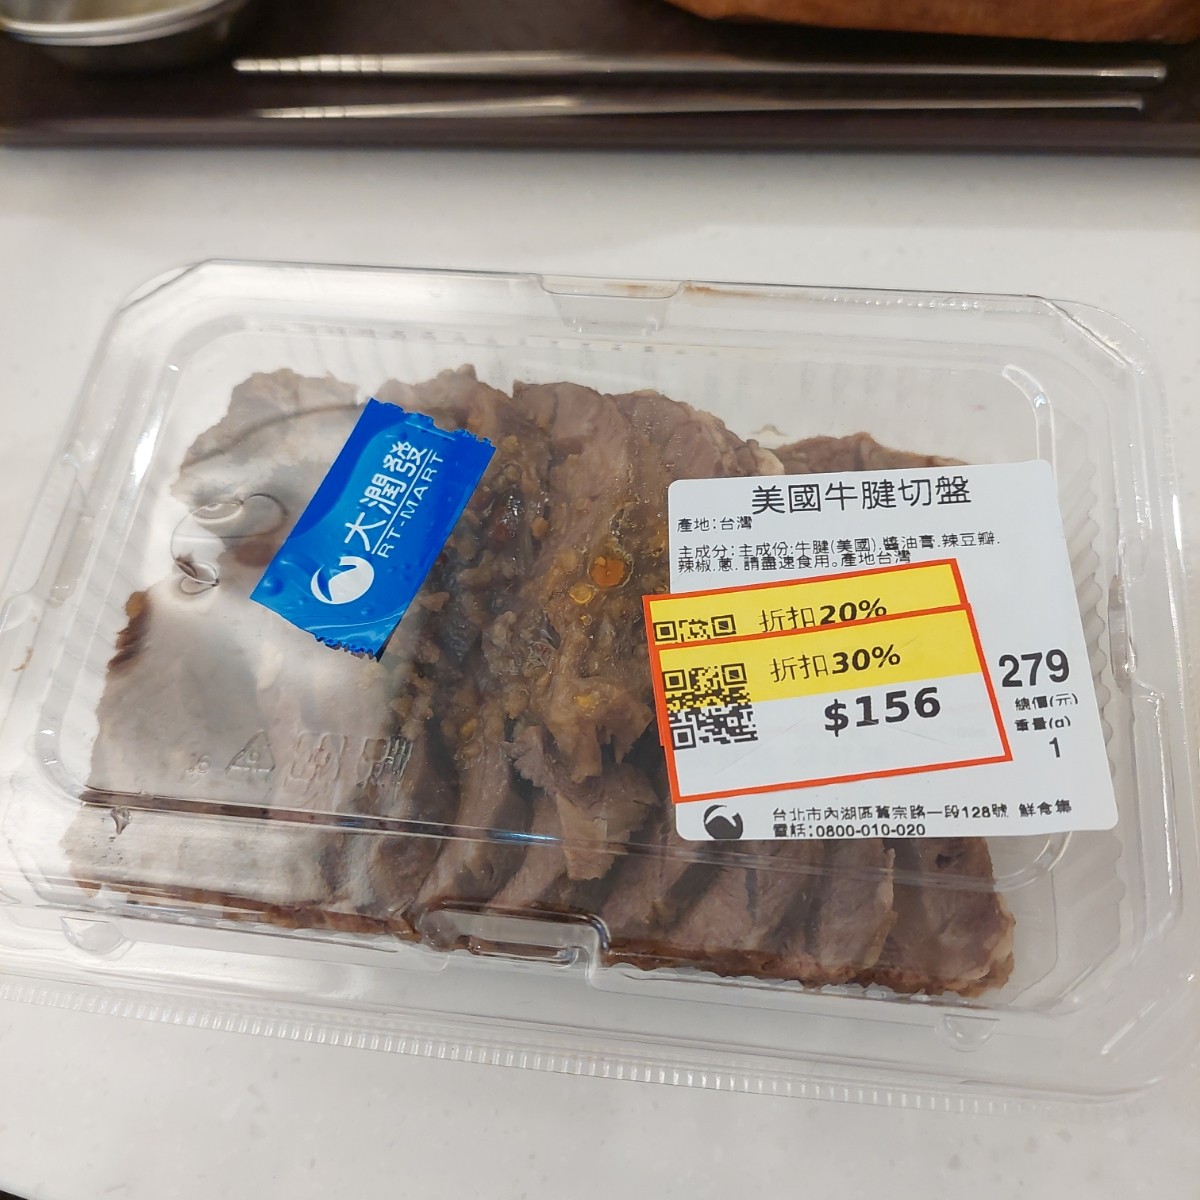 大潤發
RT-MART
美國牛腱切盤
產地:台灣
主成分:主成份:牛腱(美國).醬油膏.辣豆瓣.
辣椒.蔥. 請盡速食用。產地台灣
折扣20%
折扣30%
$156
279
總價(元)
重量(g)
1
台北市內湖區舊宗路一段128號 鮮食鄉
電話:0800-010-020